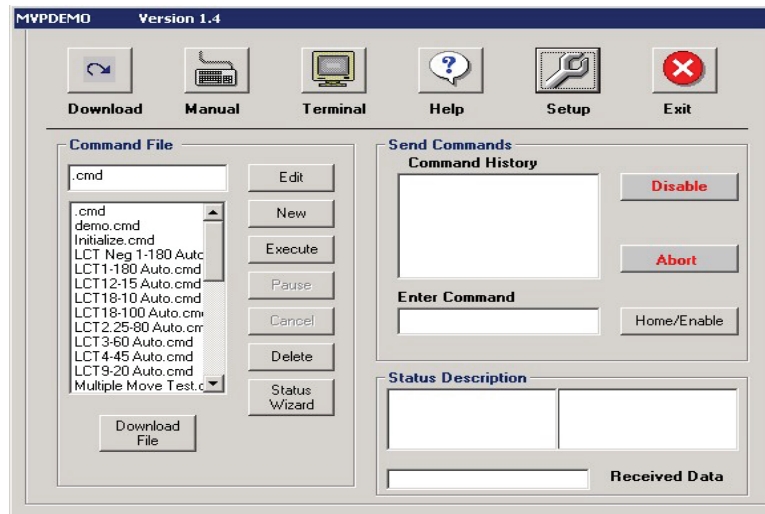 MVPDEMO Version 1.4
?
Download Manual Terminal Help Setup Exit
Command File
.cmd
Edit
New
Execute
Pause
Cancel
Delete
Status
Wizard
.cmd
demo.cmd
Initialize.cmd
LCT Neg 1-180 Auto
LCT1-180 Auto.cmd
LCT12-15 Auto.cmd
LCT18-10 Auto.cmd
LCT18-100 Auto.cm
LCT2.25-80 Auto.cm
LCT3-60 Auto.cmd
LCT4-45 Auto.cmd
LCT9-20 Auto.cmd
Multiple Move Test.c
Download
File
Send Commands
Command History
Disable
Abort
Enter Command
Home/Enable
Status Description
Received Data